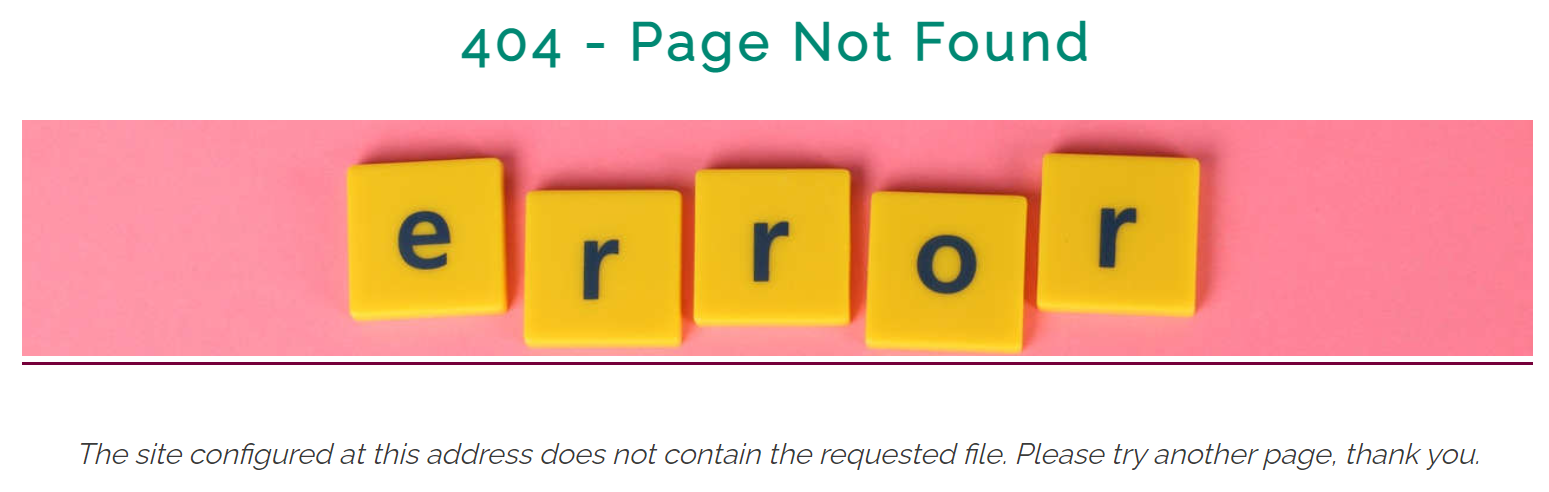 404 - Page Not Found
error
The site configured at this address does not contain the requested file. Please try another page, thank you.